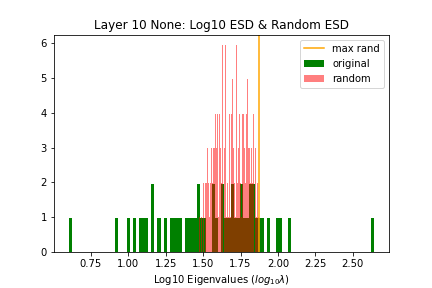 Layer 10 None: Log10 ESD & Random ESD
6
5
4
3
2
1
0
max rand
original
random
0.75 1.00 1.25 1.50 1.75 2.00 2.25 2.50
Log10 Eigenvalues (log₁₀λ)